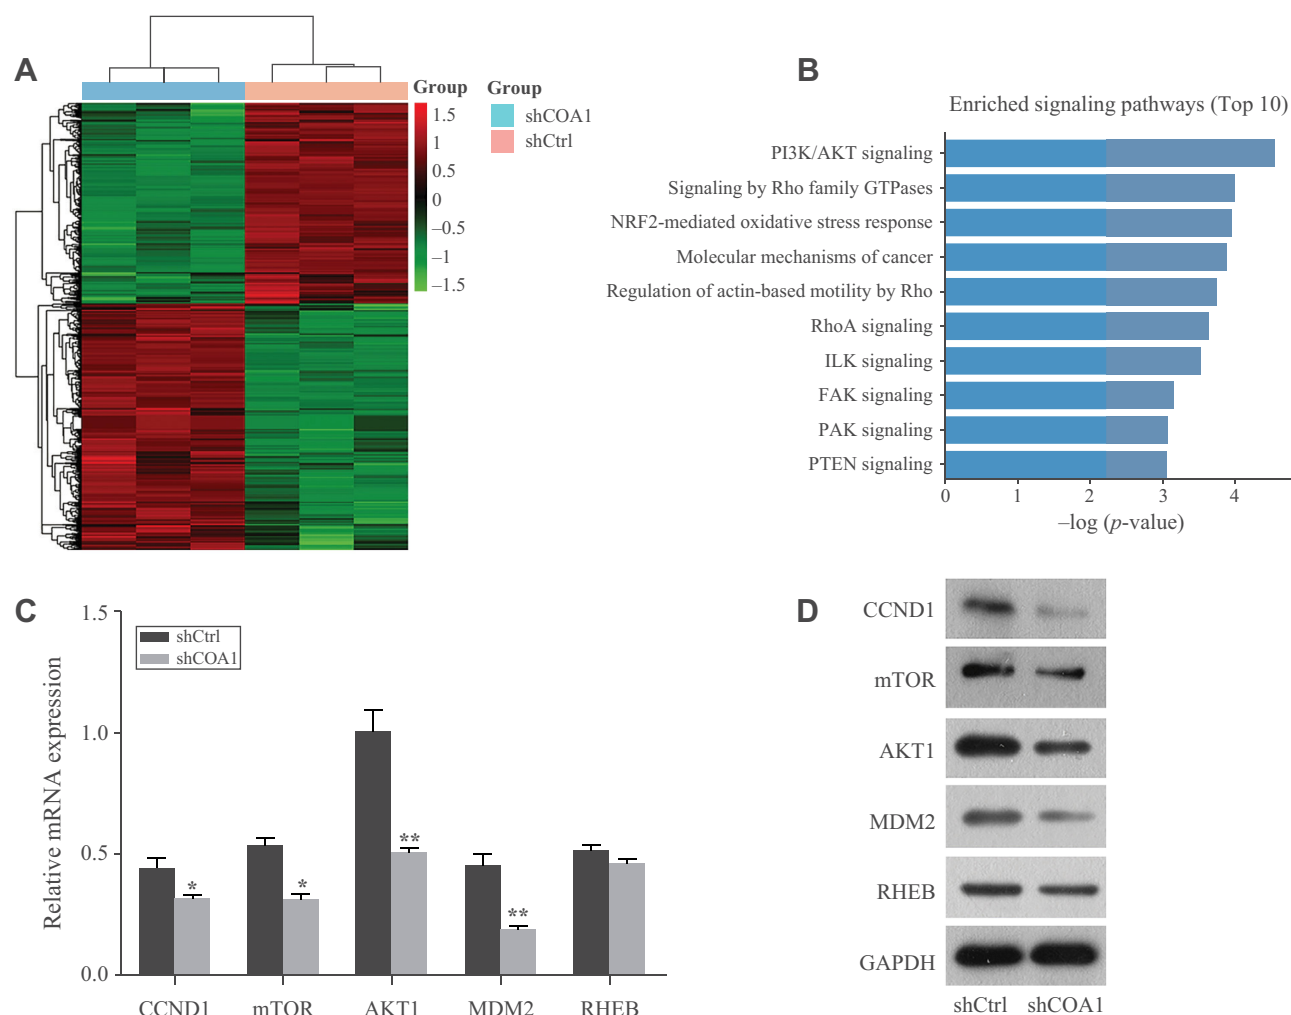 A
Group
1.5
1
0.5
0
–0.5
–1
–1.5
Group
shCOA1
shCtrl
B
Enriched signaling pathways (Top 10)
PI3K/AKT signaling
Signaling by Rho family GTPases
NRF2-mediated oxidative stress response
Molecular mechanisms of cancer
Regulation of actin-based motility by Rho
RhoA signaling
ILK signaling
FAK signaling
PAK signaling
PTEN signaling
0 1 2 3 4
–log (p-value)
C
Relative mRNA expression
1.5
1.0
0.5
0.0
shCtrl
shCOA1
*
*
**
**
CCND1 mTOR AKT1 MDM2 RHEB
D
CCND1
mTOR
AKT1
MDM2
RHEB
GAPDH
shCtrl shCOA1